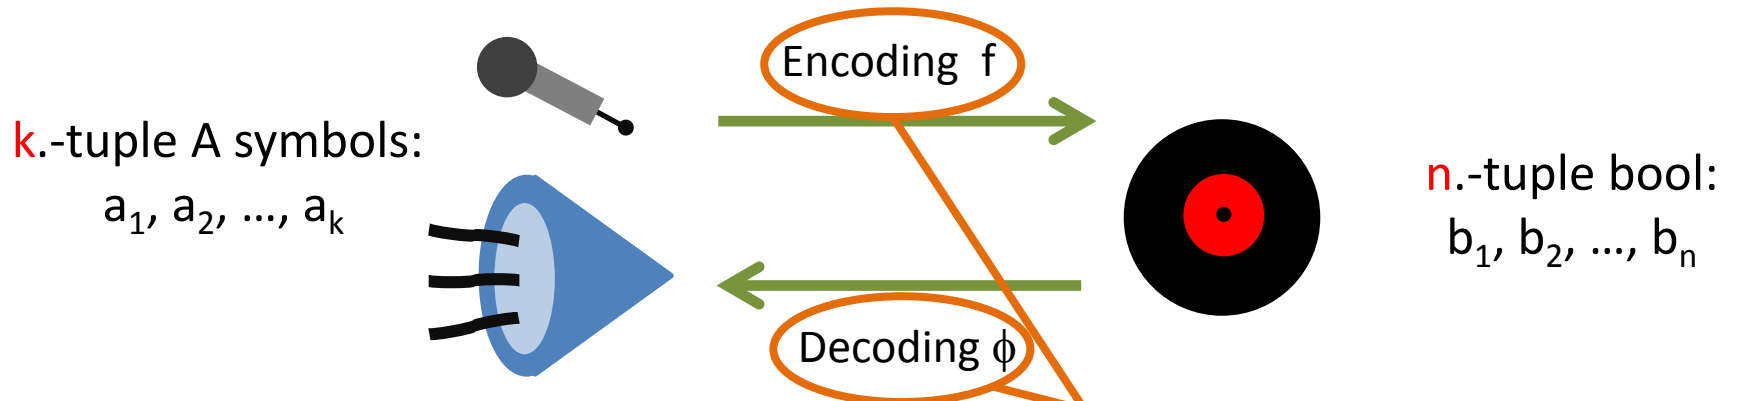 Encoding f
k.-tuple A symbols:
a₁, a₂, ..., aₖ
n.-tuple bool:
b₁, b₂, ..., bₙ
Decoding ϕ